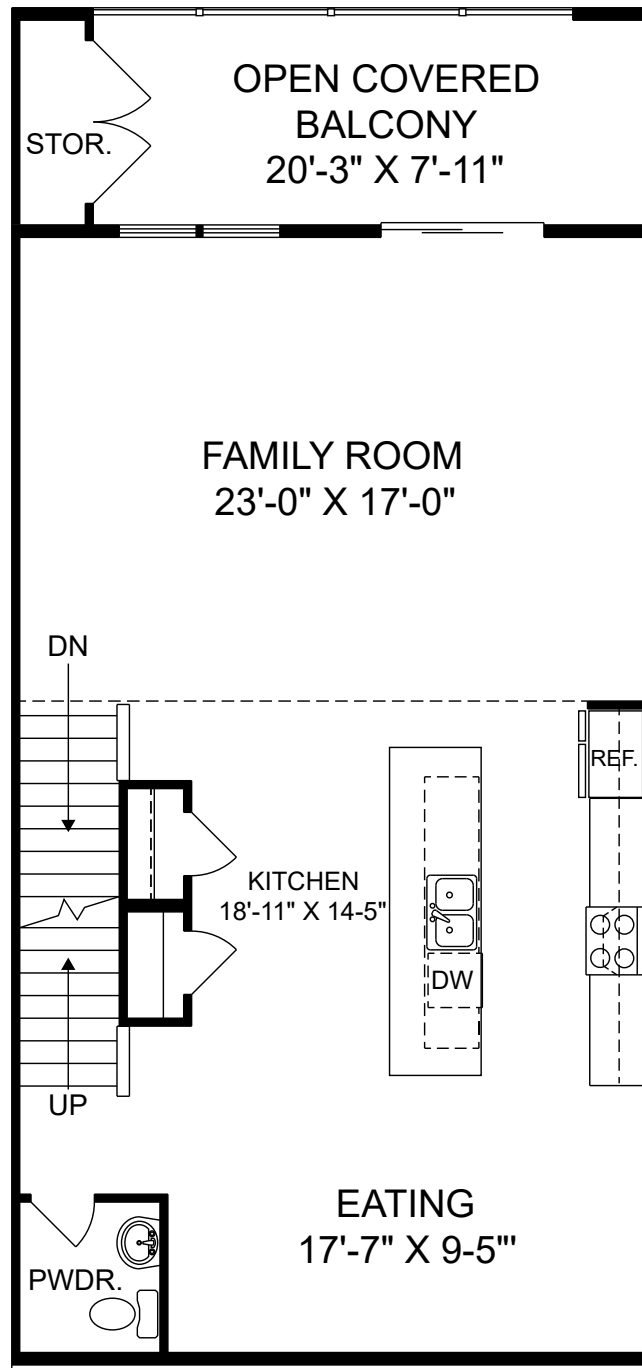 OPEN COVERED
BALCONY
20'-3" X 7'-11"
STOR.
FAMILY ROOM
23'-0" X 17'-0"
DN
REF.
KITCHEN
18'-11" X 14-5"
DW
UP
EATING
17'-7" X 9-5"'
PWDR.